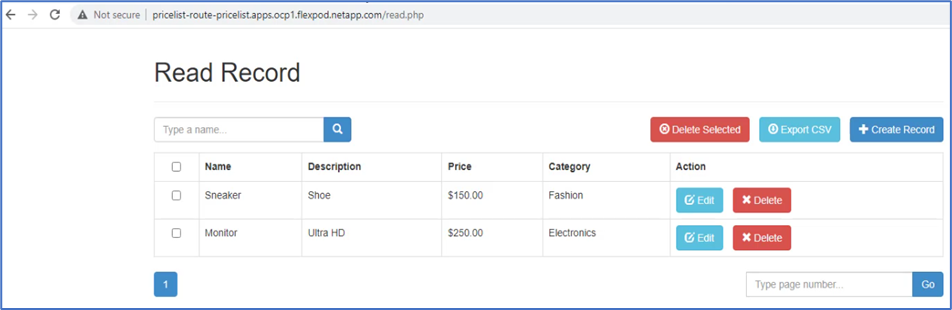 Not secure | pricelist-route-pricelist.apps.ocp1.flexpod.netapp.com/read.php
Read Record
Type a name...
Delete Selected
Export CSV
Create Record
Name Description Price Category Action
Sneaker Shoe $150.00 Fashion Edit Delete
Monitor Ultra HD $250.00 Electronics Edit Delete
1
Type page number... Go